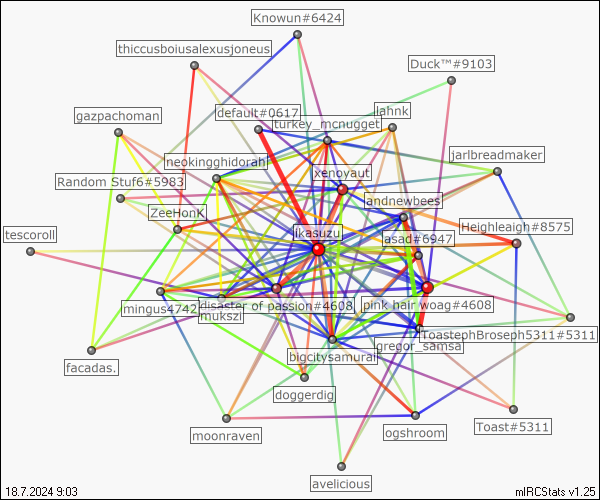 Knowun#6424
thiccusboiusalexusjoneus
Duck™#9103
gazpachoman
default#0617
lahnk
turkey_mcnugget
jarlbreadmaker
neokingghidorah
xenoyaut
Random Stuf6#5983
landnewbees
ZeeHonK
Heighleaigh#8575
tescoroll
ikasuzu
asad#6947
mingus4742
disaster of passion#4608
pink hair woag#4608
mukszi
ToastephBroseph5311#5311
gregor_samsa
bigcitysamurai
facadas.
doggerdig
moonraven
ogshroom
Toast#5311
avelicious
18.7.2024 9:03
mIRCStats v1.25